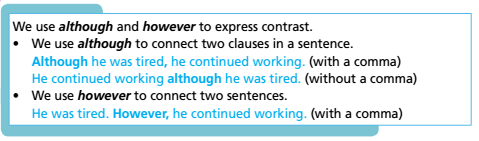 We use although and however to express contrast.
• We use although to connect two clauses in a sentence.
Although he was tired, he continued working. (with a comma)
He continued working although he was tired. (without a comma)
• We use however to connect two sentences.
He was tired. However, he continued working. (with a comma)